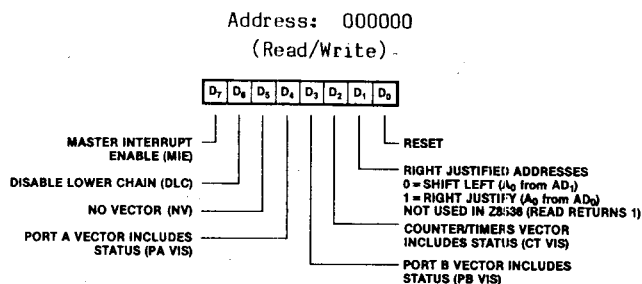 Address: 000000
(Read/Write)
D7 D6 D5 D4 D3 D2 D1 D0
MASTER INTERRUPT
ENABLE (MIE)
DISABLE LOWER CHAIN (DLC)
NO VECTOR (NV)
PORT A VECTOR INCLUDES
STATUS (PA VIS)
RESET
RIGHT JUSTIFIED ADDRESSES
0 = SHIFT LEFT (A0 from AD1)
1 = RIGHT JUSTIFY (A0 from AD0)
NOT USED IN Z8536 (READ RETURNS 1)
COUNTER/TIMERS VECTOR
INCLUDES STATUS (CT VIS)
PORT B VECTOR INCLUDES
STATUS (PB VIS)